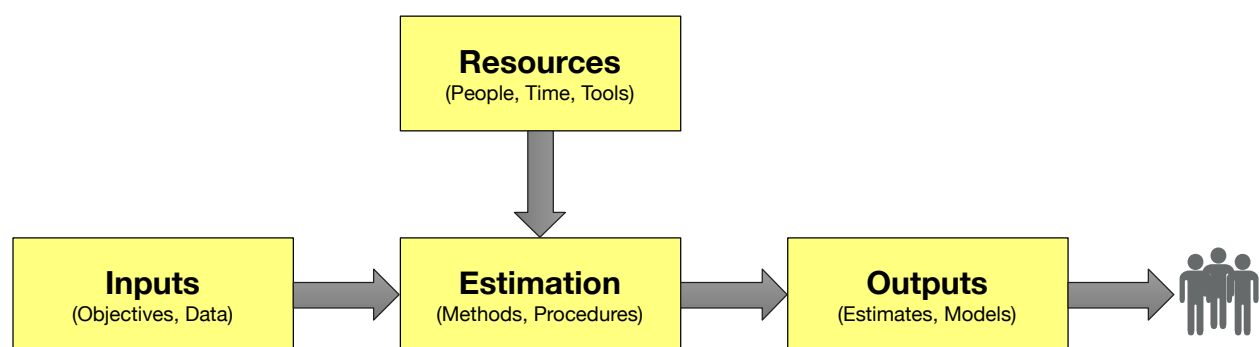 Resources
(People, Time, Tools)
Inputs
(Objectives, Data)
Estimation
(Methods, Procedures)
Outputs
(Estimates, Models)